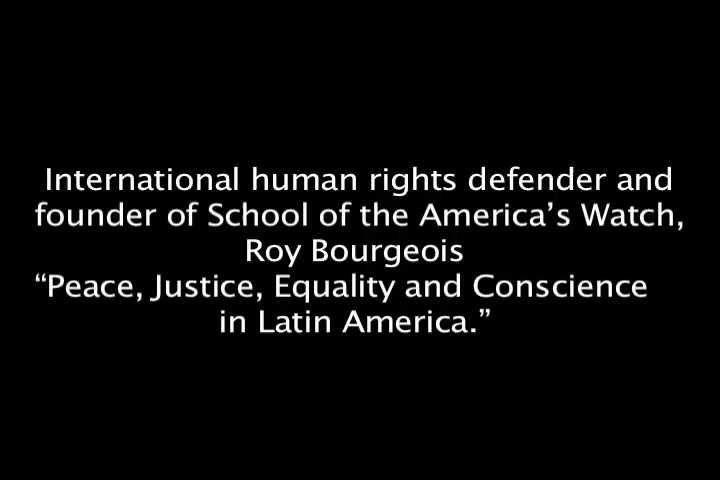 International human rights defender and
founder of School of the America’s Watch,
Roy Bourgeois
“Peace, Justice, Equality and Conscience
in Latin America.”